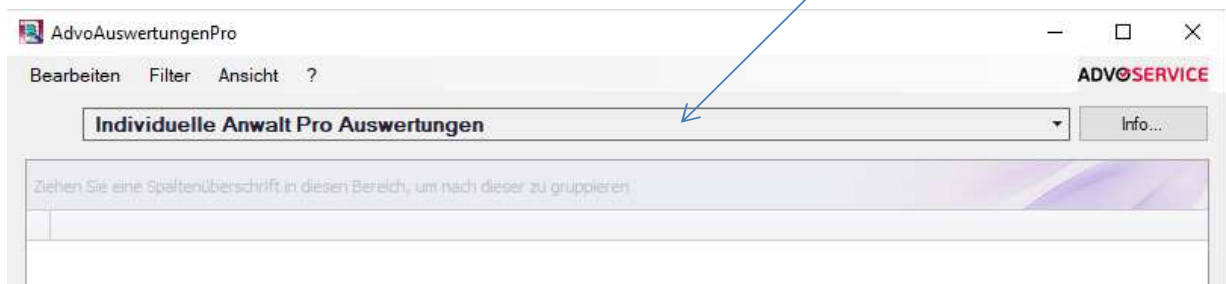 AdvoAuswertungenPro
Bearbeiten Filter Ansicht ?
ADVOSERVICE
Individuelle Anwalt Pro Auswertungen
Info...
Ziehen Sie eine Spaltenüberschrift in diesen Bereich, um nach dieser zu gruppieren